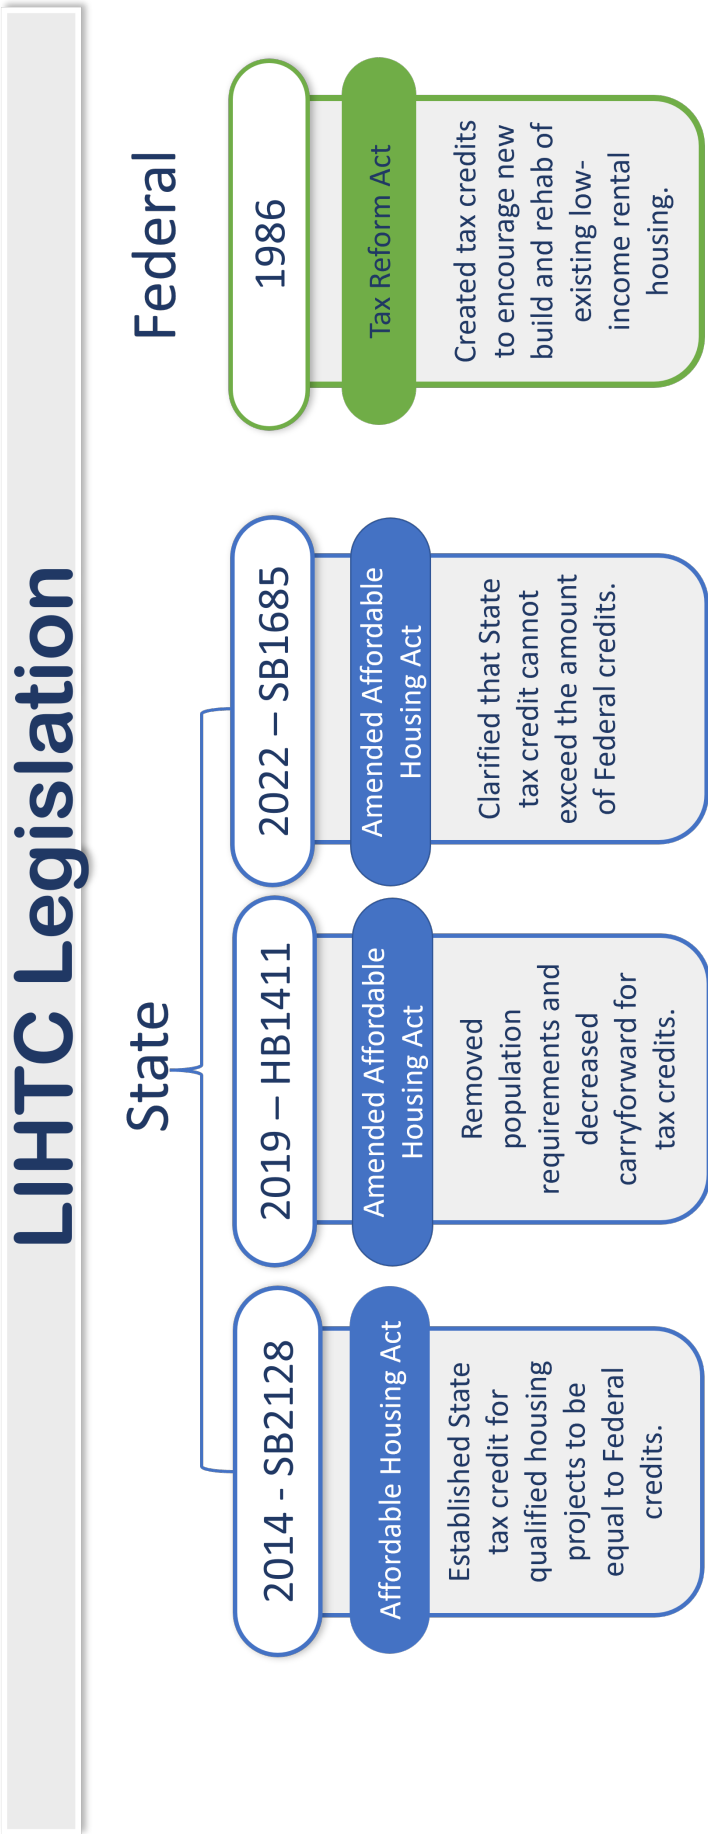 LIHTC Legislation
State
2014 - SB2128
Affordable Housing Act
Established State
tax credit for
qualified housing
projects to be
equal to Federal
credits.
2019 – HB1411
Amended Affordable
Housing Act
Removed
population
requirements and
decreased
carryforward for
tax credits.
2022 – SB1685
Amended Affordable
Housing Act
Clarified that State
tax credit cannot
exceed the amount
of Federal credits.
Federal
1986
Tax Reform Act
Created tax credits
to encourage new
build and rehab of
existing low-
income rental
housing.